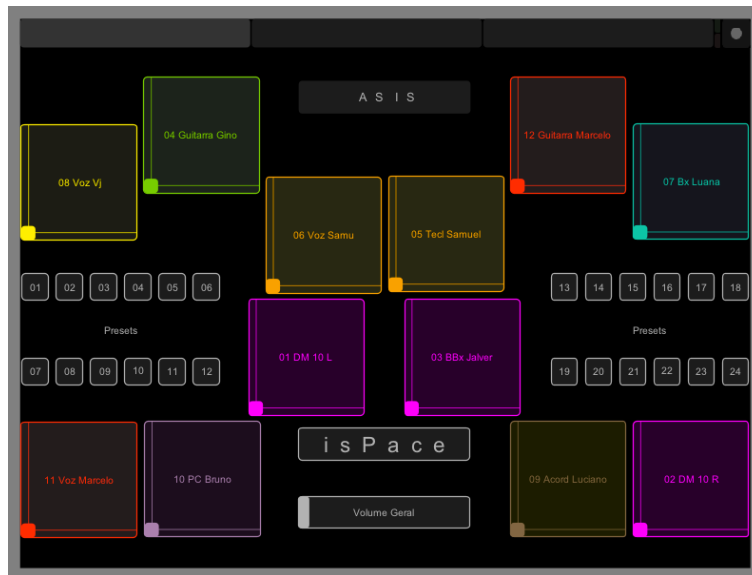 A S I S
04 Guitarra Gino
12 Guitarra Marcelo
08 Voz Vj
07 Bx Luana
06 Voz Samu
05 Tecl Samuel
01 02 03 04 05 06
13 14 15 16 17 18
Presets
Presets
01 DM 10 L
03 BBx Jalver
07 08 09 10 11 12
19 20 21 22 23 24
isPace
11 Voz Marcelo
10 PC Bruno
09 Acord Luciano
02 DM 10 R
Volume Geral